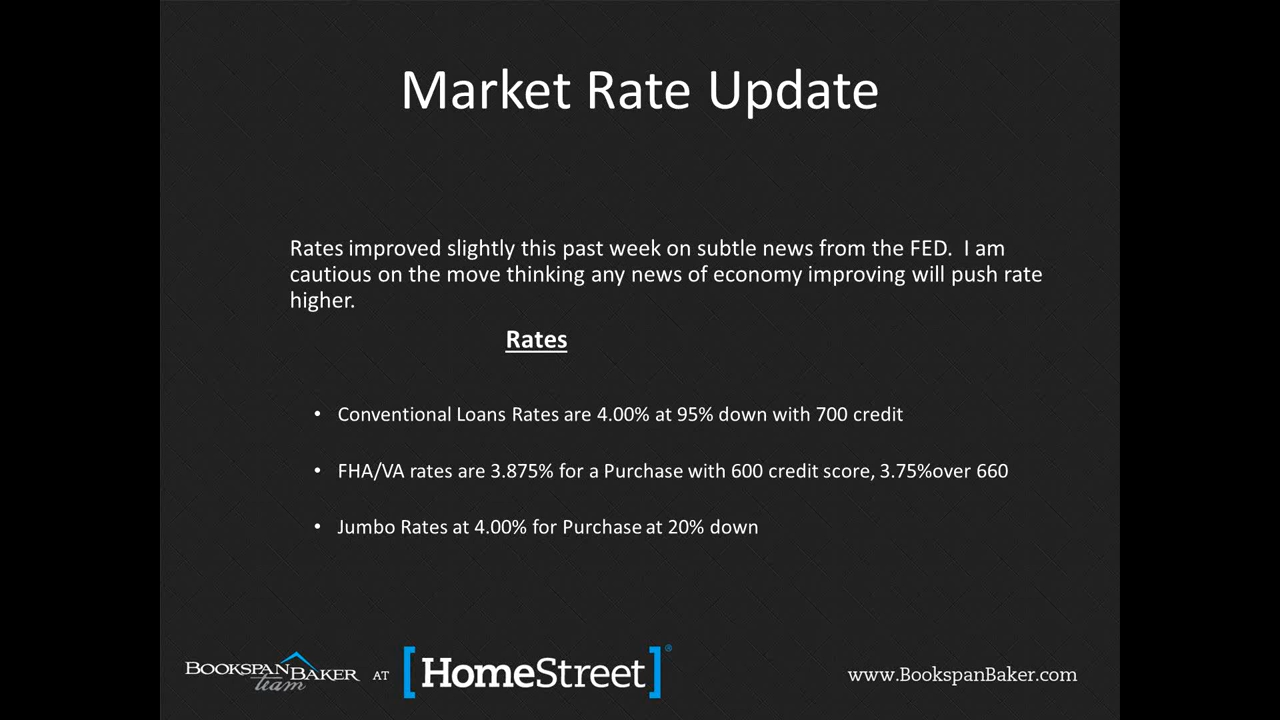 Market Rate Update
Rates improved slightly this past week on subtle news from the FED.  I am
cautious on the move thinking any news of economy improving will push rate
higher.
Rates
• Conventional Loans Rates are 4.00% at 95% down with 700 credit
• FHA/VA rates are 3.875% for a Purchase with 600 credit score, 3.75%over 660
• Jumbo Rates at 4.00% for Purchase at 20% down
BOOKSPANBAKER team AT [HomeStreet]® www.BookspanBaker.com